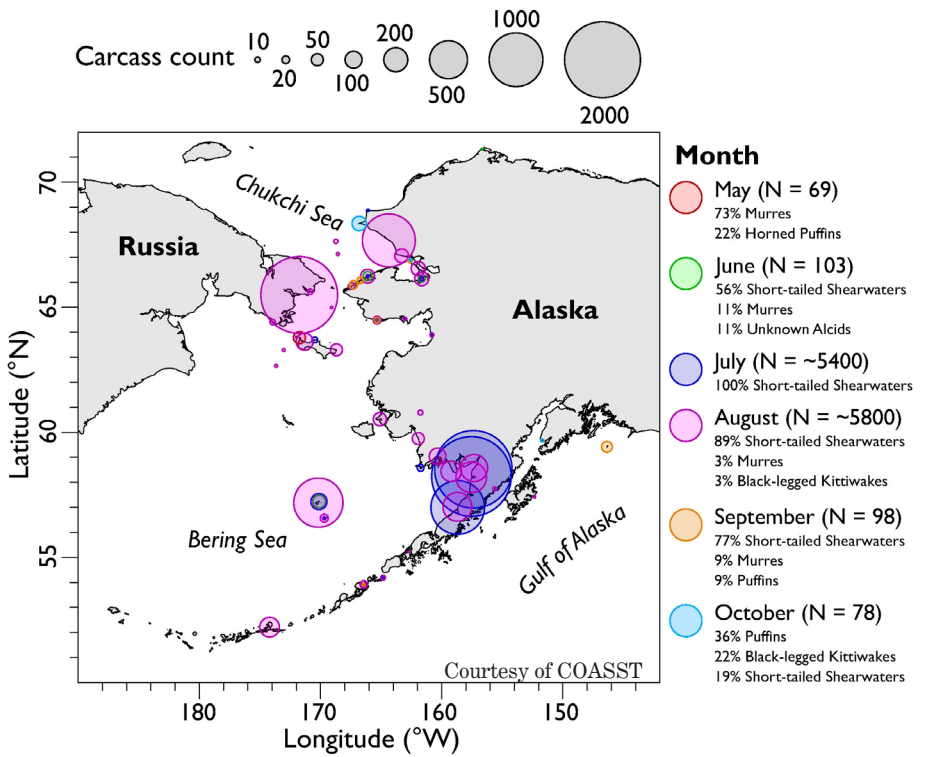 Carcass count
10
20
50
100
200
500
1000
2000
70
65
60
55
Latitude (°N)
Chukchi Sea
Russia
Alaska
Bering Sea
Gulf of Alaska
Courtesy of COASST
180
170
160
150
Longitude (°W)
Month
May (N = 69)
73% Murres
22% Horned Puffins
June (N = 103)
56% Short-tailed Shearwaters
11% Murres
11% Unknown Alcids
July (N = ~5400)
100% Short-tailed Shearwaters
August (N = ~5800)
89% Short-tailed Shearwaters
3% Murres
3% Black-legged Kittiwakes
September (N = 98)
77% Short-tailed Shearwaters
9% Murres
9% Puffins
October (N = 78)
36% Puffins
22% Black-legged Kittiwakes
19% Short-tailed Shearwaters